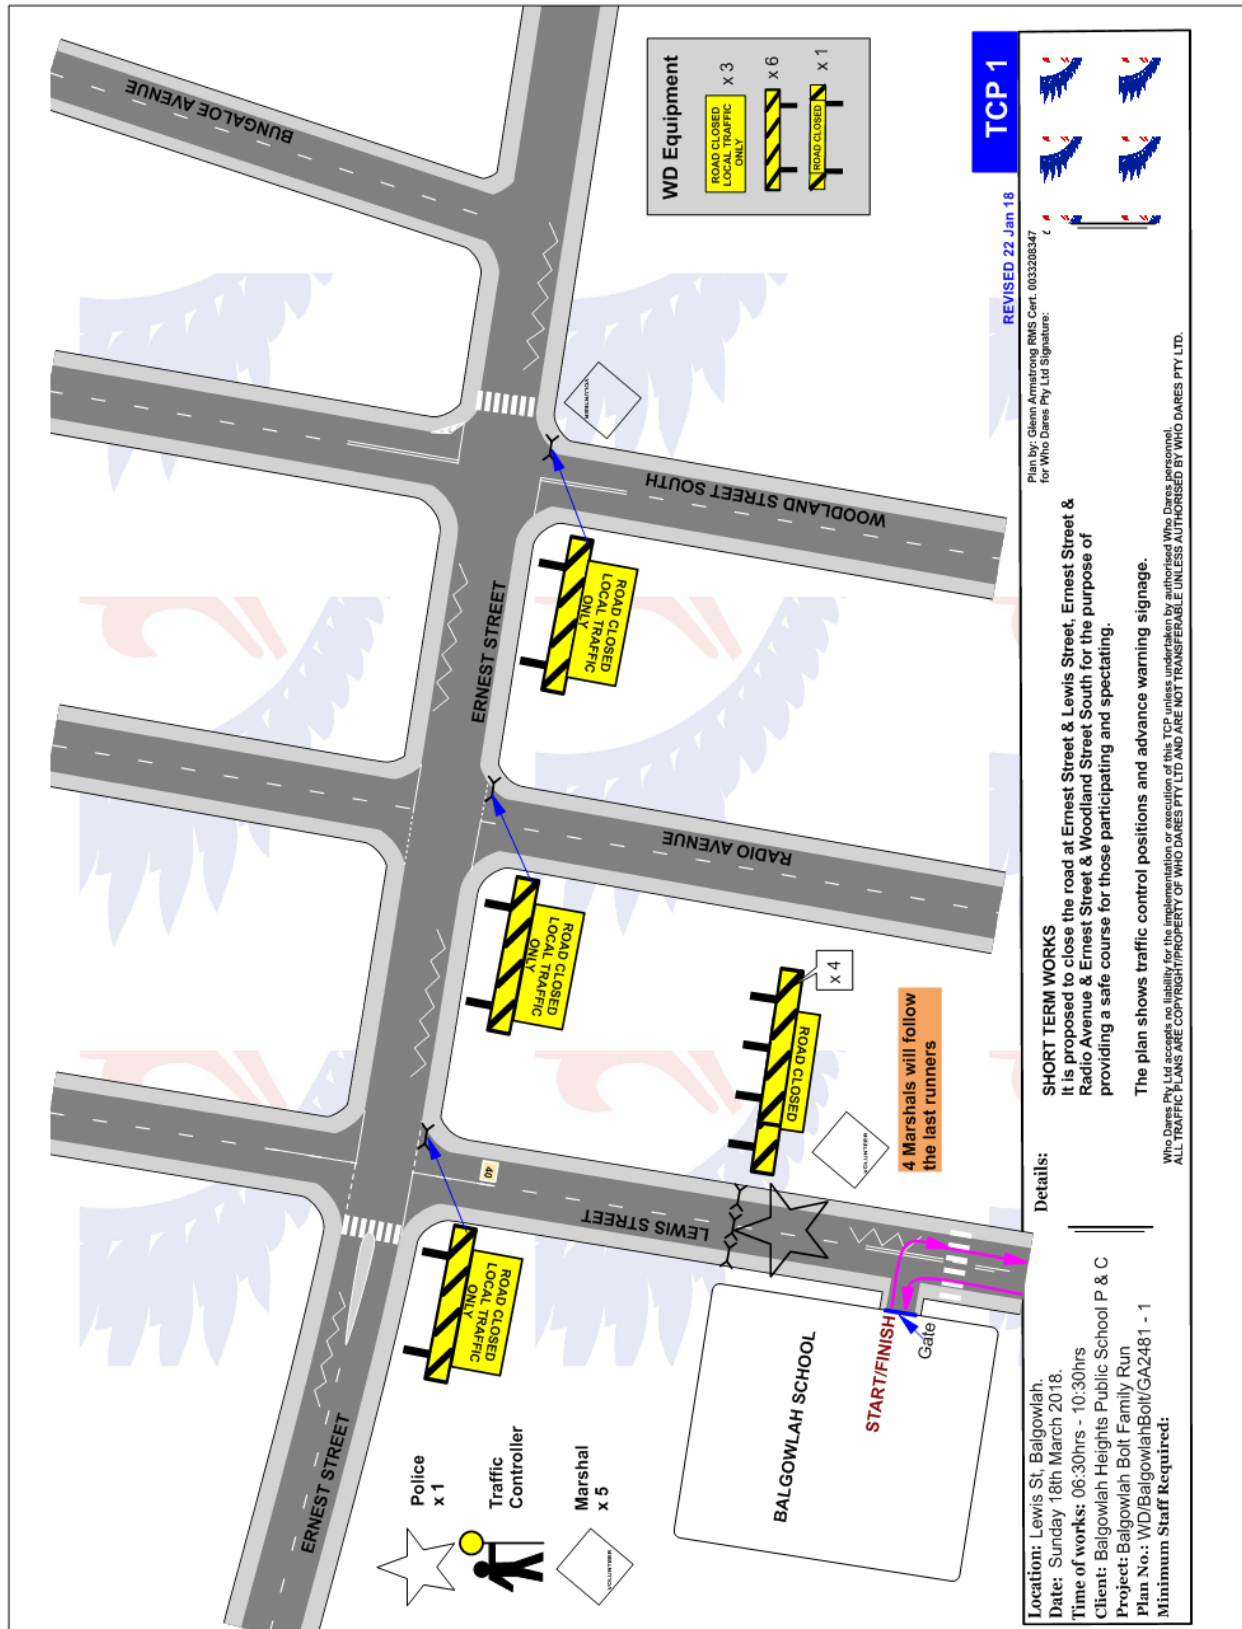 BUNGALOE AVENUE
WOODLAND STREET SOUTH
ERNEST STREET
RADIO AVENUE
LEWIS STREET
ERNEST STREET
40
ROAD CLOSED
LOCAL TRAFFIC
ONLY
ROAD CLOSED
LOCAL TRAFFIC
ONLY
ROAD CLOSED
LOCAL TRAFFIC
ONLY
ROAD CLOSED
x 4
VOLUNTEER
VOLUNTEER
4 Marshals will follow
the last runners
BALGOWLAH SCHOOL
START/FINISH
Gate
Police
x 1
Traffic
Controller
Marshal
x 5
VOLUNTEER
WD Equipment
ROAD CLOSED
LOCAL TRAFFIC
ONLY
x 3
x 6
ROAD CLOSED
x 1
TCP 1
REVISED 22 Jan 18
Location: Lewis St, Balgowlah.
Date: Sunday 18th March 2018.
Time of works: 06:30hrs - 10:30hrs
Client: Balgowlah Heights Public School P & C
Project: Balgowlah Bolt Family Run
Plan No.: WD/BalgowlahBolt/GA2481 - 1
Minimum Staff Required:
Details:
SHORT TERM WORKS
It is proposed to close the road at Ernest Street & Lewis Street, Ernest Street &
Radio Avenue & Ernest Street & Woodland Street South for the purpose of
providing a safe course for those participating and spectating.
The plan shows traffic control positions and advance warning signage.
Plan by: Glenn Armstrong RMS Cert. 0033208347
for Who Dares Pty Ltd Signature:
Who Dares Pty Ltd accepts no liability for the implementation or execution of this TCP unless undertaken by authorised Who Dares personnel.
ALL TRAFFIC PLANS ARE COPYRIGHT/PROPERTY OF WHO DARES PTY LTD AND ARE NOT TRANSFERABLE UNLESS AUTHORISED BY WHO DARES PTY LTD.